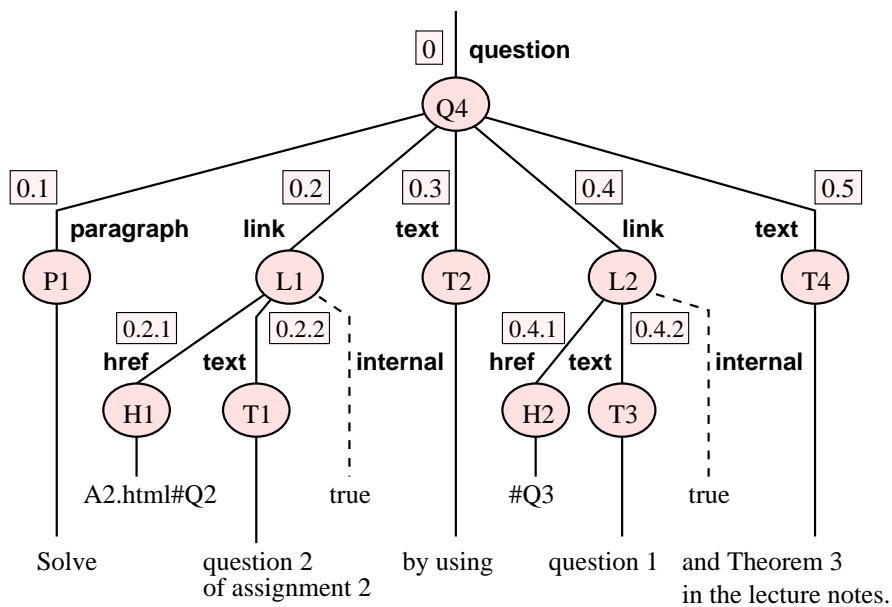 0 question
Q4
0.1 0.2 0.3 0.4 0.5
paragraph link text link text
P1 L1 T2 L2 T4
0.2.1 0.2.2 0.4.1 0.4.2
href text internal href text internal
H1 T1 H2 T3
A2.html#Q2 true #Q3 true
Solve question 2 by using question 1 and Theorem 3
of assignment 2 in the lecture notes.